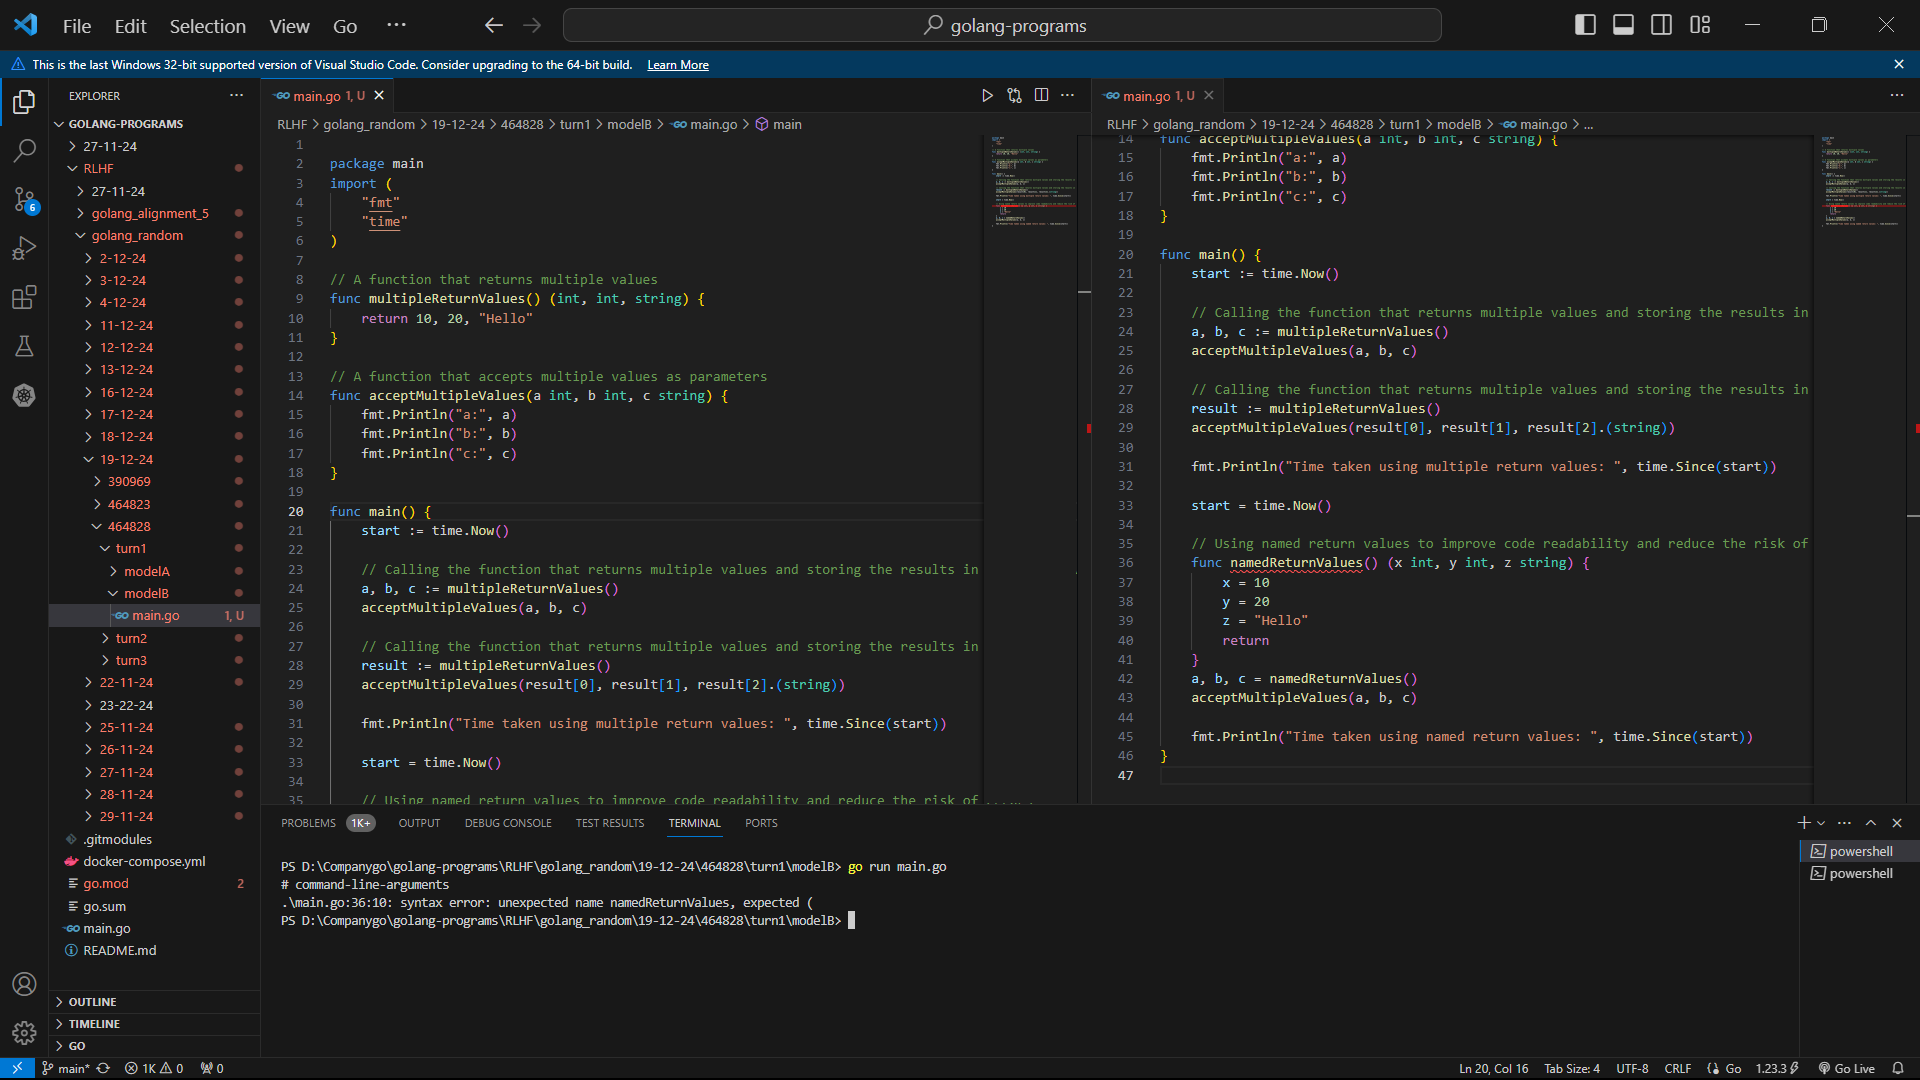 File Edit Selection View Go ···
golang-programs
This is the last Windows 32-bit supported version of Visual Studio Code. Consider upgrading to the 64-bit build. Learn More
EXPLORER
GOLANG-PROGRAMS
27-11-24
RLHF
27-11-24
golang_alignment_5
golang_random
2-12-24
3-12-24
4-12-24
11-12-24
12-12-24
13-12-24
16-12-24
17-12-24
18-12-24
19-12-24
390969
464823
464828
turn1
modelA
modelB
main.go 1, U
turn2
turn3
22-11-24
23-22-24
25-11-24
26-11-24
27-11-24
28-11-24
29-11-24
.gitmodules
docker-compose.yml
go.mod 2
go.sum
main.go
README.md
OUTLINE
TIMELINE
GO
6
main.go 1, U
RLHF > golang_random > 19-12-24 > 464828 > turn1 > modelB > main.go > main
1
2 package main
3 import (
4 "fmt"
5 "time"
6 )
7
8 // A function that returns multiple values
9 func multipleReturnValues() (int, int, string) {
10 return 10, 20, "Hello"
11 }
12
13 // A function that accepts multiple values as parameters
14 func acceptMultipleValues(a int, b int, c string) {
15 fmt.Println("a:", a)
16 fmt.Println("b:", b)
17 fmt.Println("c:", c)
18 }
19
20 func main() {
21 start := time.Now()
22
23 // Calling the function that returns multiple values and storing the results in
24 a, b, c := multipleReturnValues()
25 acceptMultipleValues(a, b, c)
26
27 // Calling the function that returns multiple values and storing the results in
28 result := multipleReturnValues()
29 acceptMultipleValues(result[0], result[1], result[2].(string))
30
31 fmt.Println("Time taken using multiple return values: ", time.Since(start))
32
33 start = time.Now()
34
35 // Using named return values to improve code readability and reduce the risk of
main.go 1, U
RLHF > golang_random > 19-12-24 > 464828 > turn1 > modelB > main.go > ...
14 func acceptMultipleValues(a int, b int, c string) {
15 fmt.Println("a:", a)
16 fmt.Println("b:", b)
17 fmt.Println("c:", c)
18 }
19
20 func main() {
21 start := time.Now()
22
23 // Calling the function that returns multiple values and storing the results in
24 a, b, c := multipleReturnValues()
25 acceptMultipleValues(a, b, c)
26
27 // Calling the function that returns multiple values and storing the results in
28 result := multipleReturnValues()
29 acceptMultipleValues(result[0], result[1], result[2].(string))
30
31 fmt.Println("Time taken using multiple return values: ", time.Since(start))
32
33 start = time.Now()
34
35 // Using named return values to improve code readability and reduce the risk of
36 func namedReturnValues() (x int, y int, z string) {
37 x = 10
38 y = 20
39 z = "Hello"
40 return
41 }
42 a, b, c = namedReturnValues()
43 acceptMultipleValues(a, b, c)
44
45 fmt.Println("Time taken using named return values: ", time.Since(start))
46 }
47
PROBLEMS 1K+ OUTPUT DEBUG CONSOLE TEST RESULTS TERMINAL PORTS
PS D:\Companygo\golang-programs\RLHF\golang_random\19-12-24\464828\turn1\modelB> go run main.go
# command-line-arguments
.\main.go:36:10: syntax error: unexpected name namedReturnValues, expected (
PS D:\Companygo\golang-programs\RLHF\golang_random\19-12-24\464828\turn1\modelB>
powershell
powershell
main* 1K 0 0 Ln 20, Col 16 Tab Size: 4 UTF-8 CRLF Go 1.23.3 Go Live